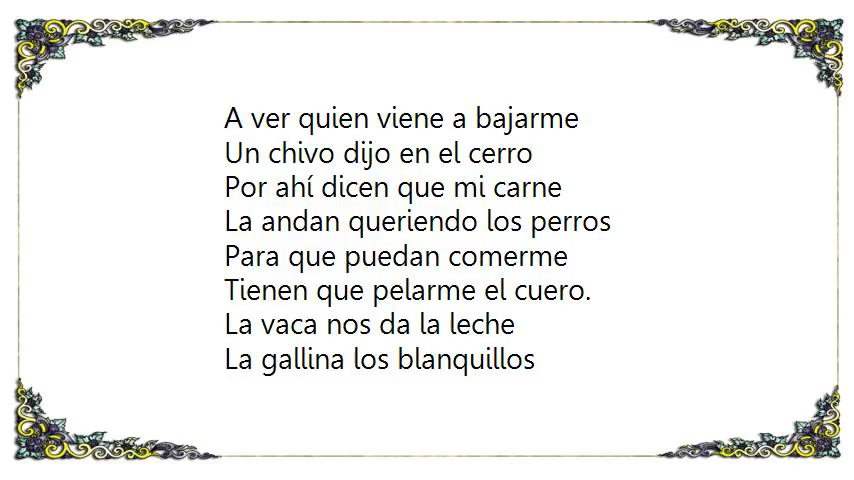 A ver quien viene a bajarme
Un chivo dijo en el cerro
Por ahí dicen que mi carne
La andan queriendo los perros
Para que puedan comerme
Tienen que pelarme el cuero.
La vaca nos da la leche
La gallina los blanquillos